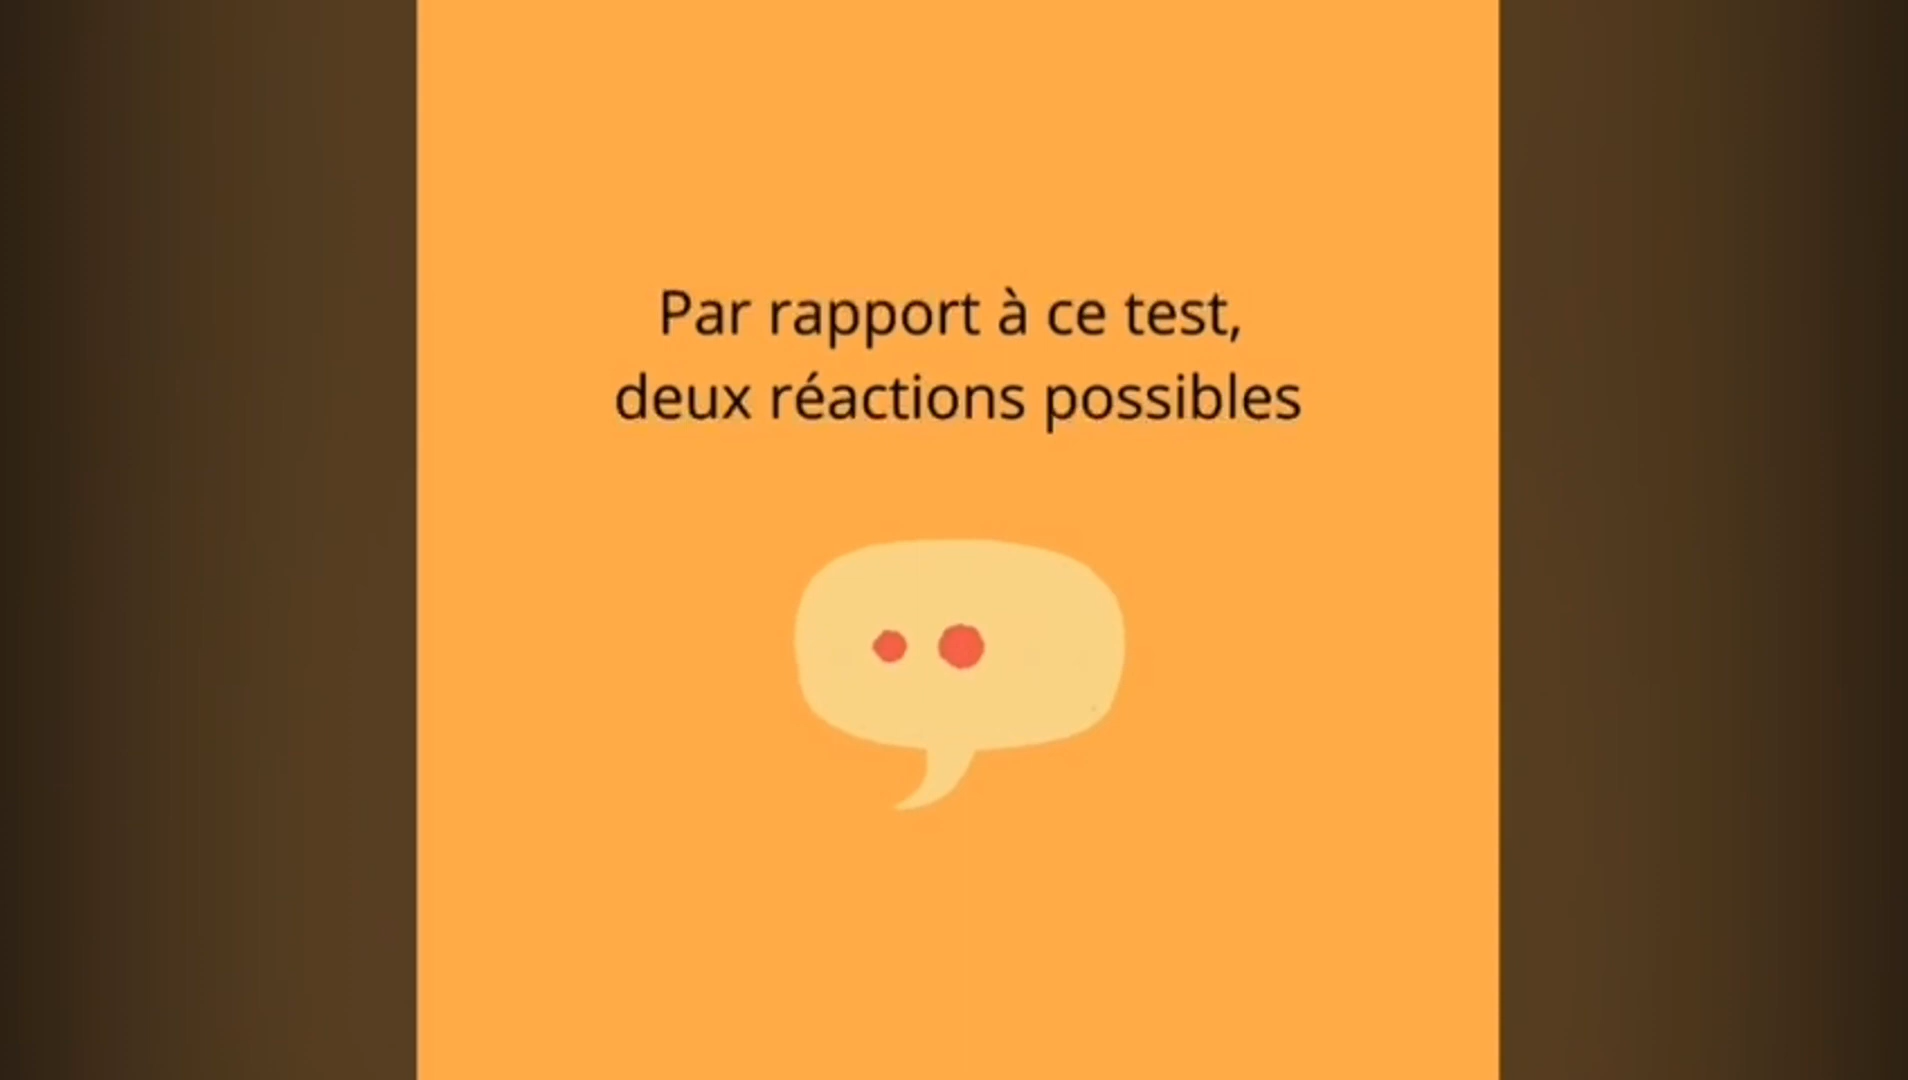 Par rapport à ce test,
deux réactions possibles